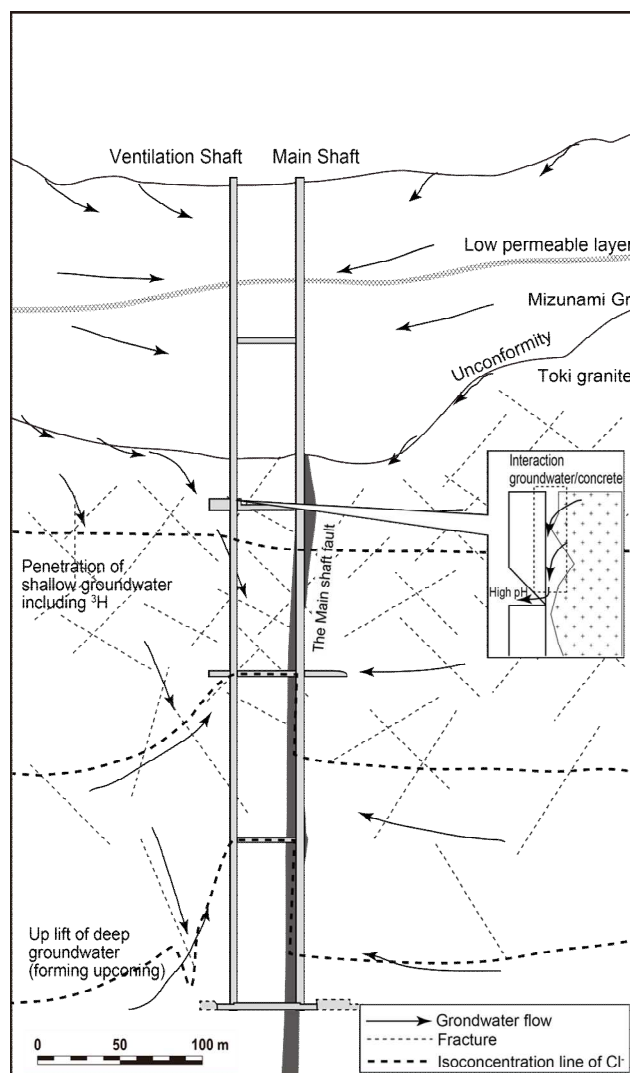 Ventilation Shaft Main Shaft
Low permeable layer
Mizunami Gr
Unconformity
Toki granite
Interaction
groundwater/concrete
High pH
The Main shaft fault
Penetration of
shallow groundwater
including ³H
Up lift of deep
groundwater
(forming upconing)
0 50 100 m
Grondwater flow
Fracture
Isoconcentration line of Cl⁻